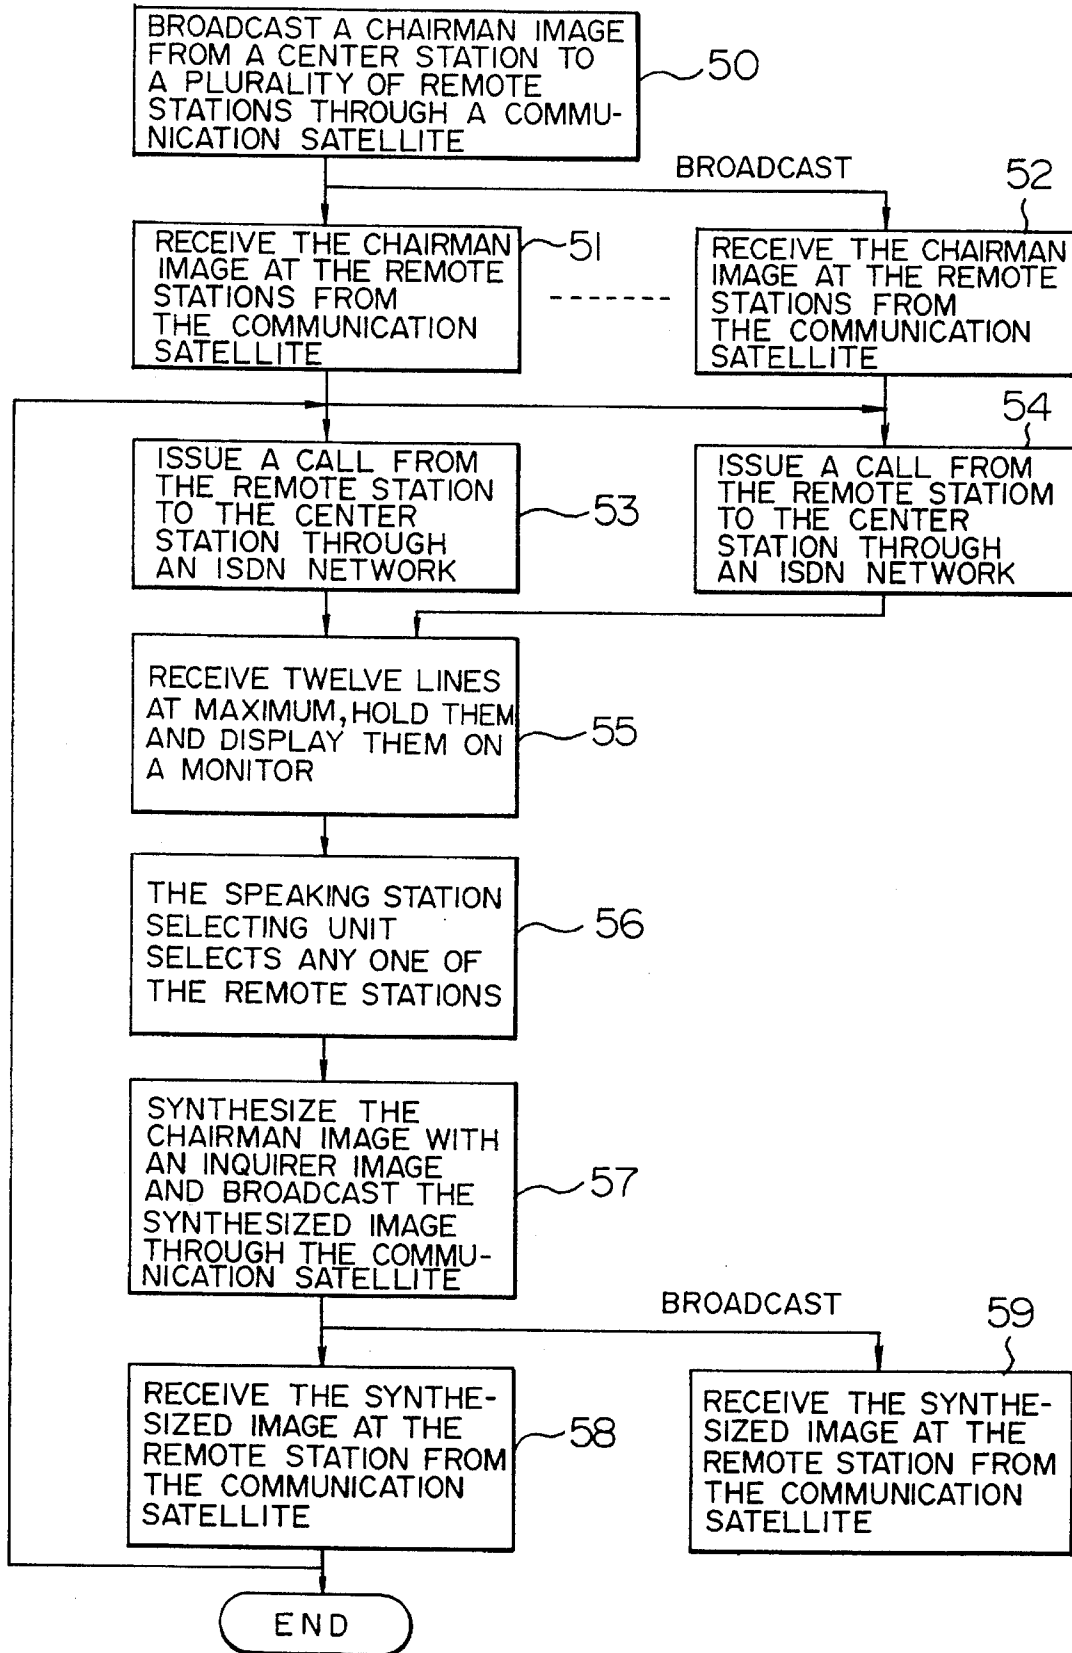 BROADCAST A CHAIRMAN IMAGE
FROM A CENTER STATION TO
A PLURALITY OF REMOTE
STATIONS THROUGH A COMMU-
NICATION SATELLITE
50
BROADCAST
RECEIVE THE CHAIRMAN
IMAGE AT THE REMOTE
STATIONS FROM
THE COMMUNICATION
SATELLITE
51
52
RECEIVE THE CHAIRMAN
IMAGE AT THE REMOTE
STATIONS FROM
THE COMMUNICATION
SATELLITE
ISSUE A CALL FROM
THE REMOTE STATION
TO THE CENTER
STATION THROUGH
AN ISDN NETWORK
53
54
ISSUE A CALL FROM
THE REMOTE STATIOM
TO THE CENTER
STATION THROUGH
AN ISDN NETWORK
RECEIVE TWELVE LINES
AT MAXIMUM, HOLD THEM
AND DISPLAY THEM ON
A MONITOR
55
THE SPEAKING STATION
SELECTING UNIT
SELECTS ANY ONE OF
THE REMOTE STATIONS
56
SYNTHESIZE THE
CHAIRMAN IMAGE WITH
AN INQUIRER IMAGE
AND BROADCAST THE
SYNTHESIZED IMAGE
THROUGH THE COMMU-
NICATION SATELLITE
57
BROADCAST
RECEIVE THE SYNTHE-
SIZED IMAGE AT THE
REMOTE STATION FROM
THE COMMUNICATION
SATELLITE
58
59
RECEIVE THE SYNTHE-
SIZED IMAGE AT THE
REMOTE STATION FROM
THE COMMUNICATION
SATELLITE
END